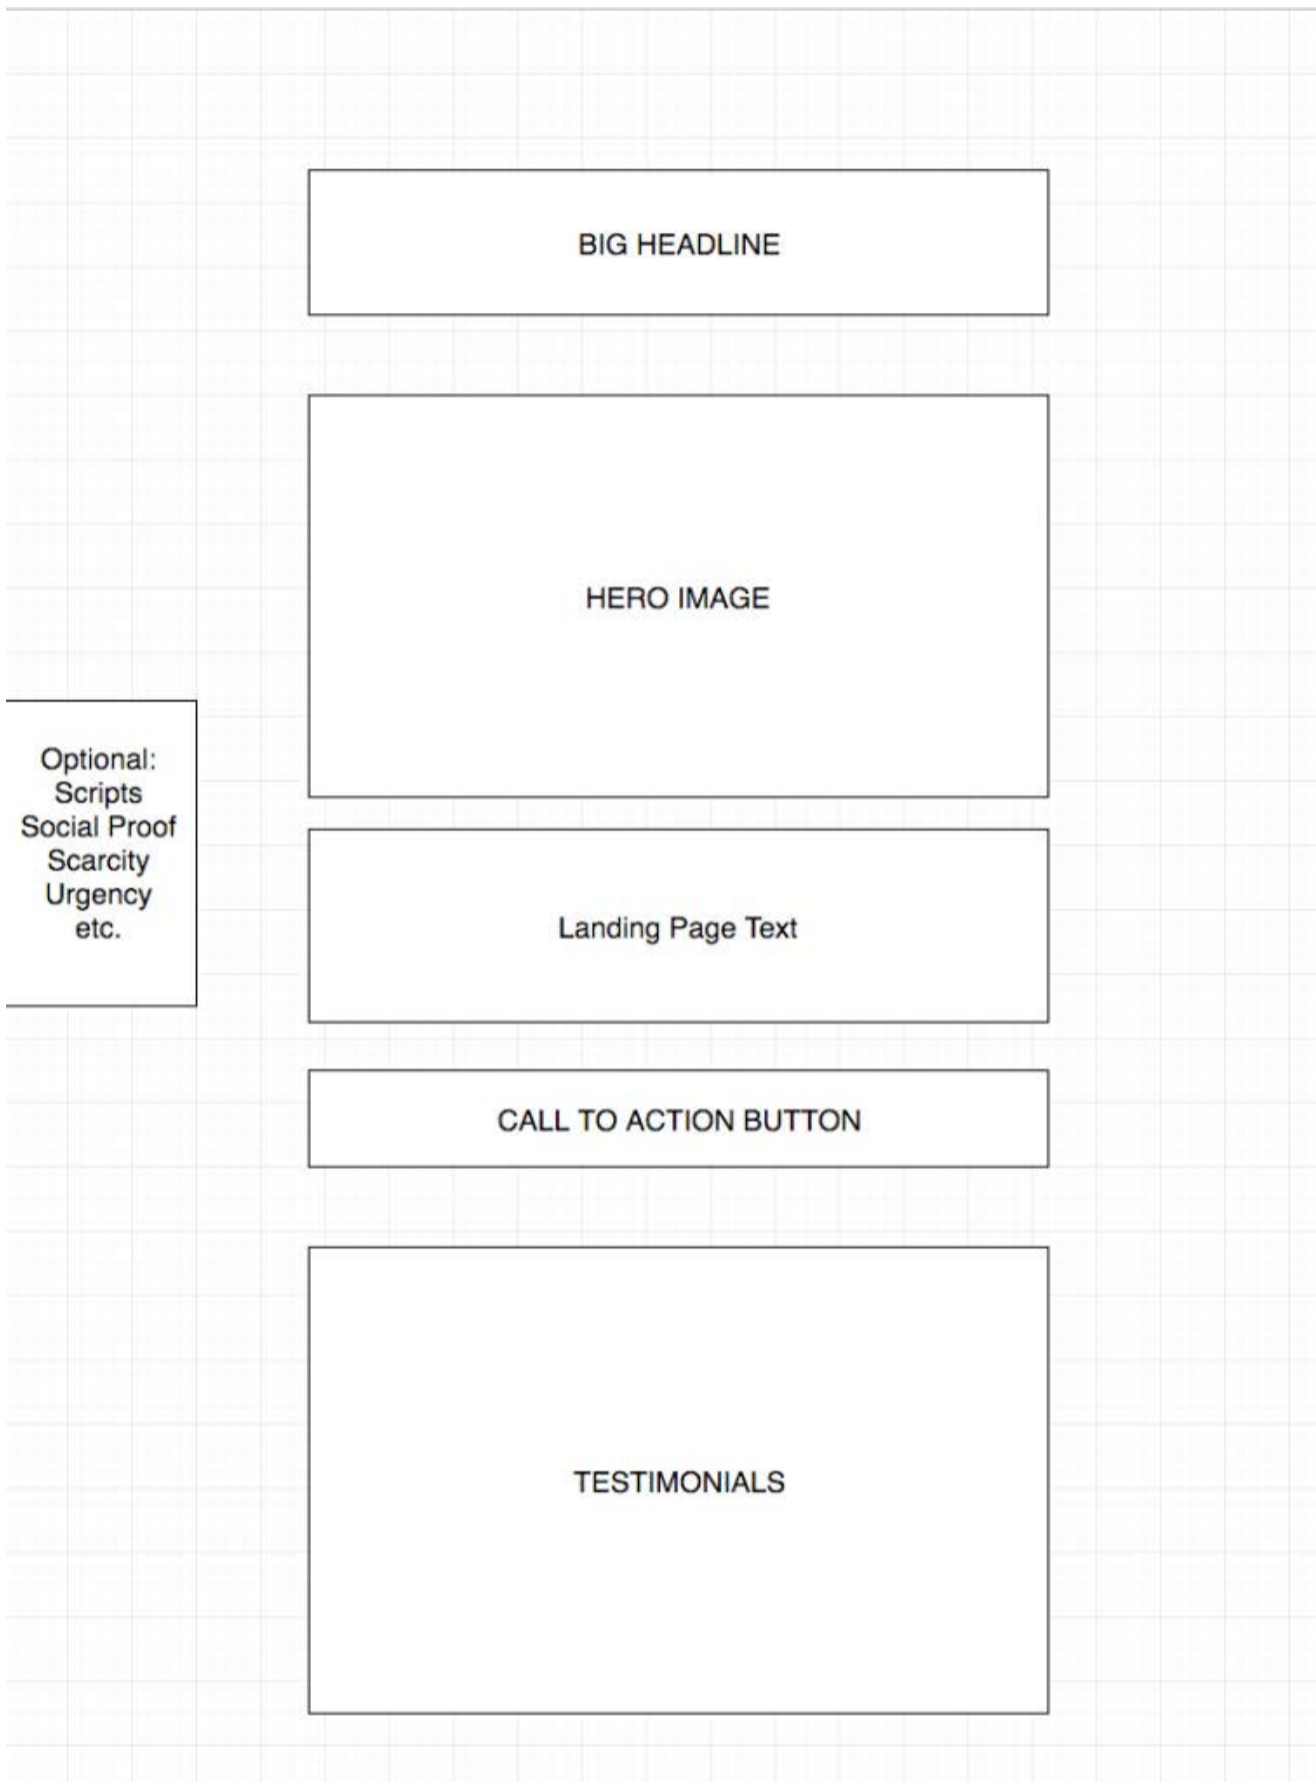 BIG HEADLINE
HERO IMAGE
Optional:
Scripts
Social Proof
Scarcity
Urgency
etc.
Landing Page Text
CALL TO ACTION BUTTON
TESTIMONIALS